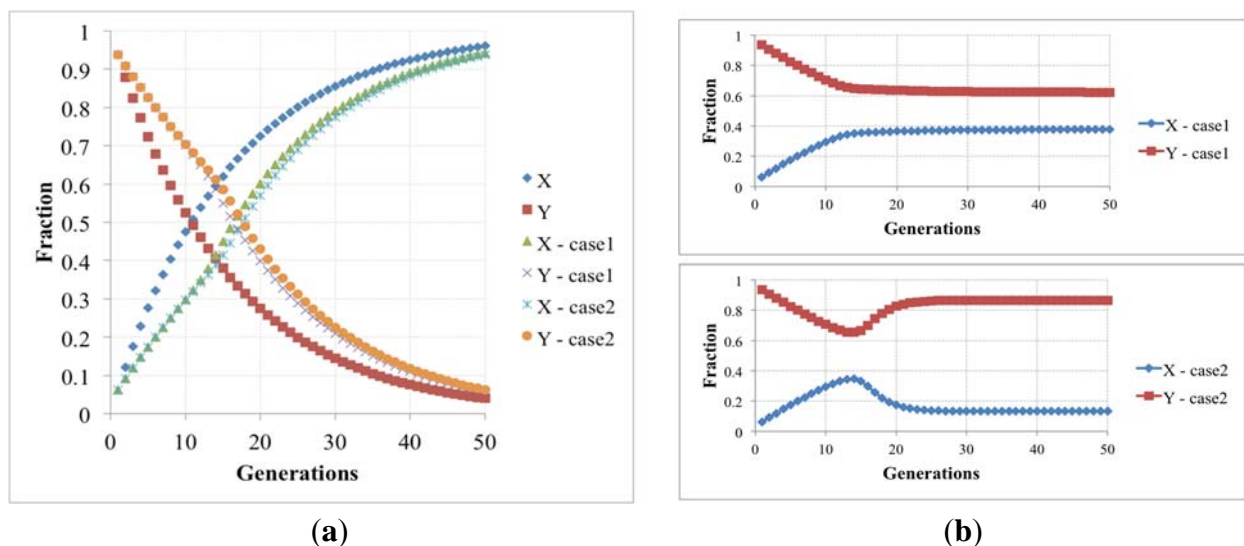 1
0.9
0.8
0.7
0.6
0.5
0.4
0.3
0.2
0.1
0
Fraction
0 10 20 30 40 50
Generations
X
Y
X - case1
Y - case1
X - case2
Y - case2
(a)
1
0.8
0.6
0.4
0.2
0
Fraction
0 10 20 30 40 50
Generations
X - case1
Y - case1
1
0.8
0.6
0.4
0.2
0
Fraction
0 10 20 30 40 50
Generations
X - case2
Y - case2
(b)